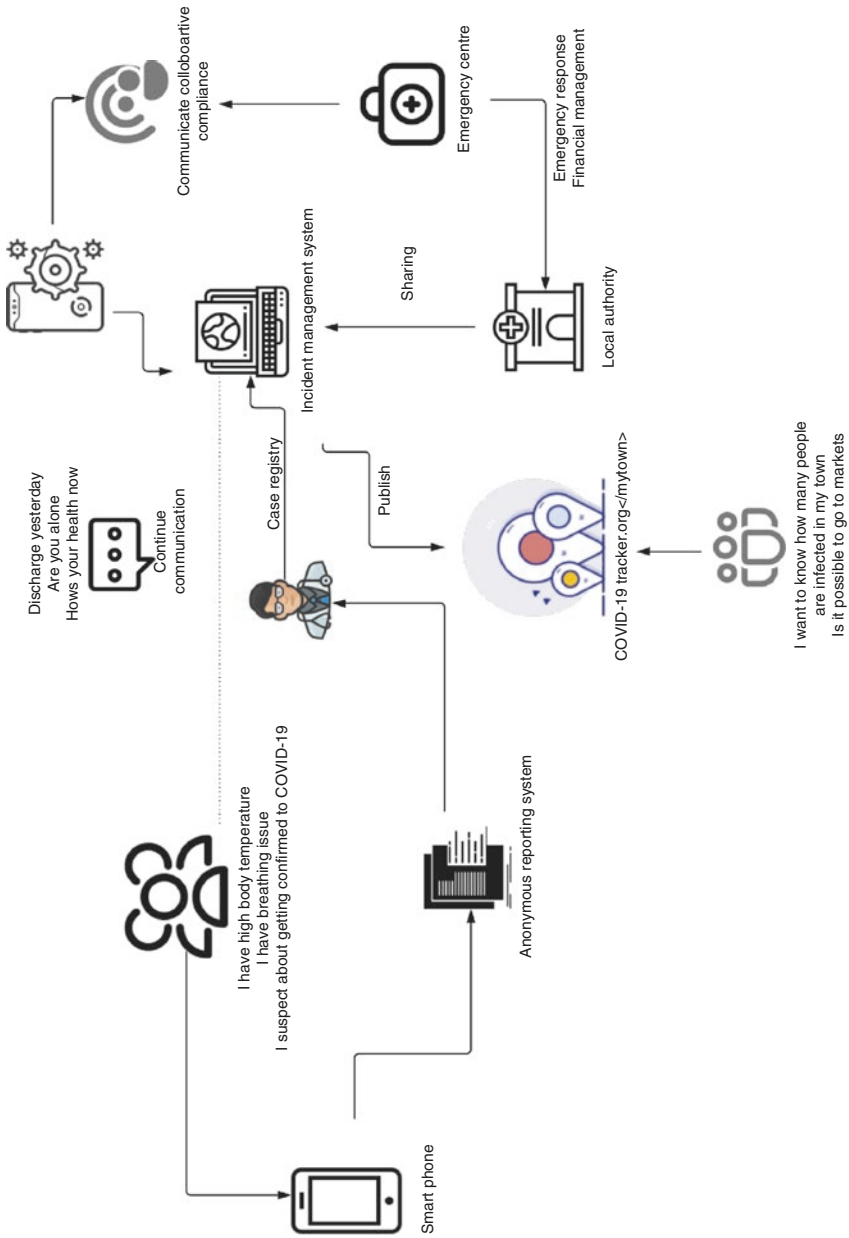 Discharge yesterday
Are you alone
Hows your health now
Continue
communication
Communicate colloboartive
compliance
I have high body temperature
I have breathing issue
I suspect about getting confirmed to COVID-19
Case registry
Incident management system
Publish
Sharing
Emergency centre
Emergency response
Financial management
Smart phone
Anonymous reporting system
COVID-19 tracker.org</mytown>
Local authority
I want to know how many people
are infected in my town
Is it possible to go to markets